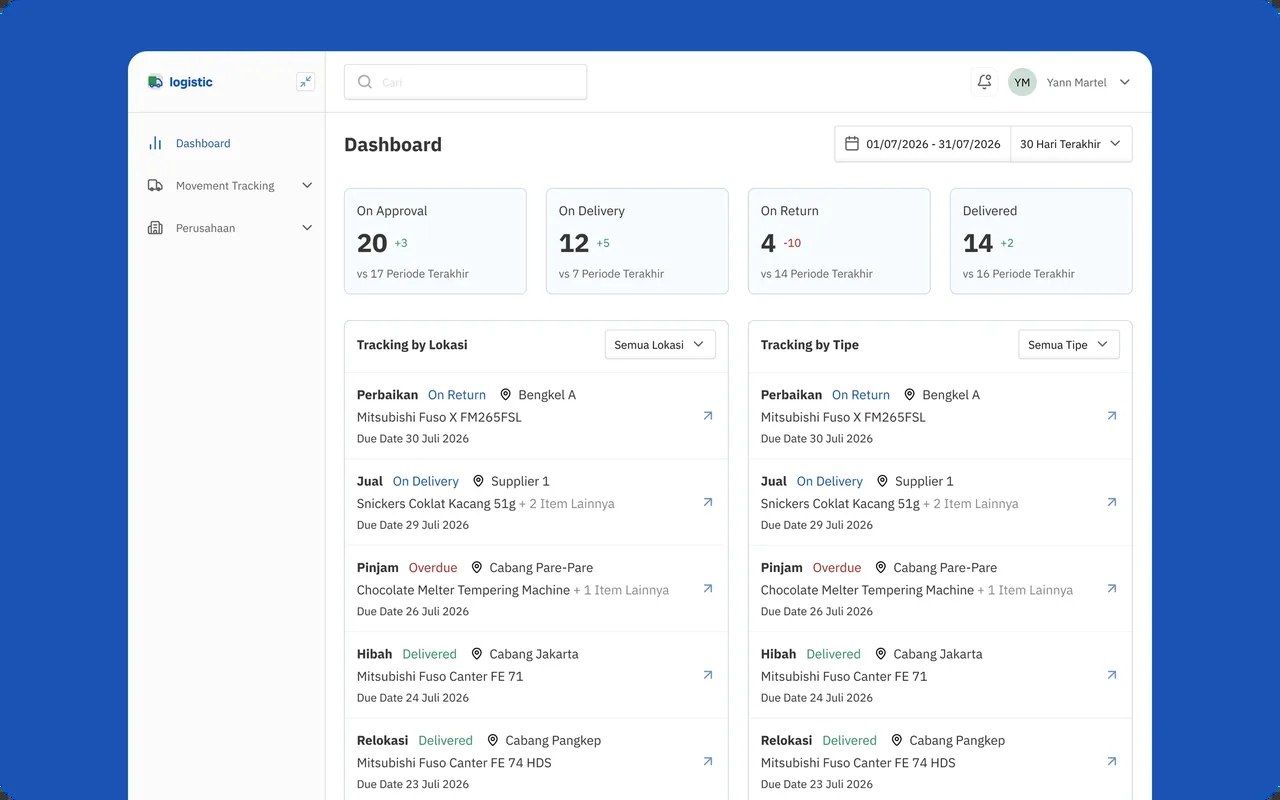 logistic
Cari
YM Yann Martel
Dashboard
Movement Tracking
Perusahaan
Dashboard
01/07/2026 - 31/07/2026 30 Hari Terakhir
On Approval
20 +3
vs 17 Periode Terakhir
On Delivery
12 +5
vs 7 Periode Terakhir
On Return
4 -10
vs 14 Periode Terakhir
Delivered
14 +2
vs 16 Periode Terakhir
Tracking by Lokasi Semua Lokasi
Perbaikan On Return Bengkel A
Mitsubishi Fuso X FM265FSL
Due Date 30 Juli 2026
Jual On Delivery Supplier 1
Snickers Coklat Kacang 51g + 2 Item Lainnya
Due Date 29 Juli 2026
Pinjam Overdue Cabang Pare-Pare
Chocolate Melter Tempering Machine + 1 Item Lainnya
Due Date 26 Juli 2026
Hibah Delivered Cabang Jakarta
Mitsubishi Fuso Canter FE 71
Due Date 24 Juli 2026
Relokasi Delivered Cabang Pangkep
Mitsubishi Fuso Canter FE 74 HDS
Due Date 23 Juli 2026
Tracking by Tipe Semua Tipe
Perbaikan On Return Bengkel A
Mitsubishi Fuso X FM265FSL
Due Date 30 Juli 2026
Jual On Delivery Supplier 1
Snickers Coklat Kacang 51g + 2 Item Lainnya
Due Date 29 Juli 2026
Pinjam Overdue Cabang Pare-Pare
Chocolate Melter Tempering Machine + 1 Item Lainnya
Due Date 26 Juli 2026
Hibah Delivered Cabang Jakarta
Mitsubishi Fuso Canter FE 71
Due Date 24 Juli 2026
Relokasi Delivered Cabang Pangkep
Mitsubishi Fuso Canter FE 74 HDS
Due Date 23 Juli 2026